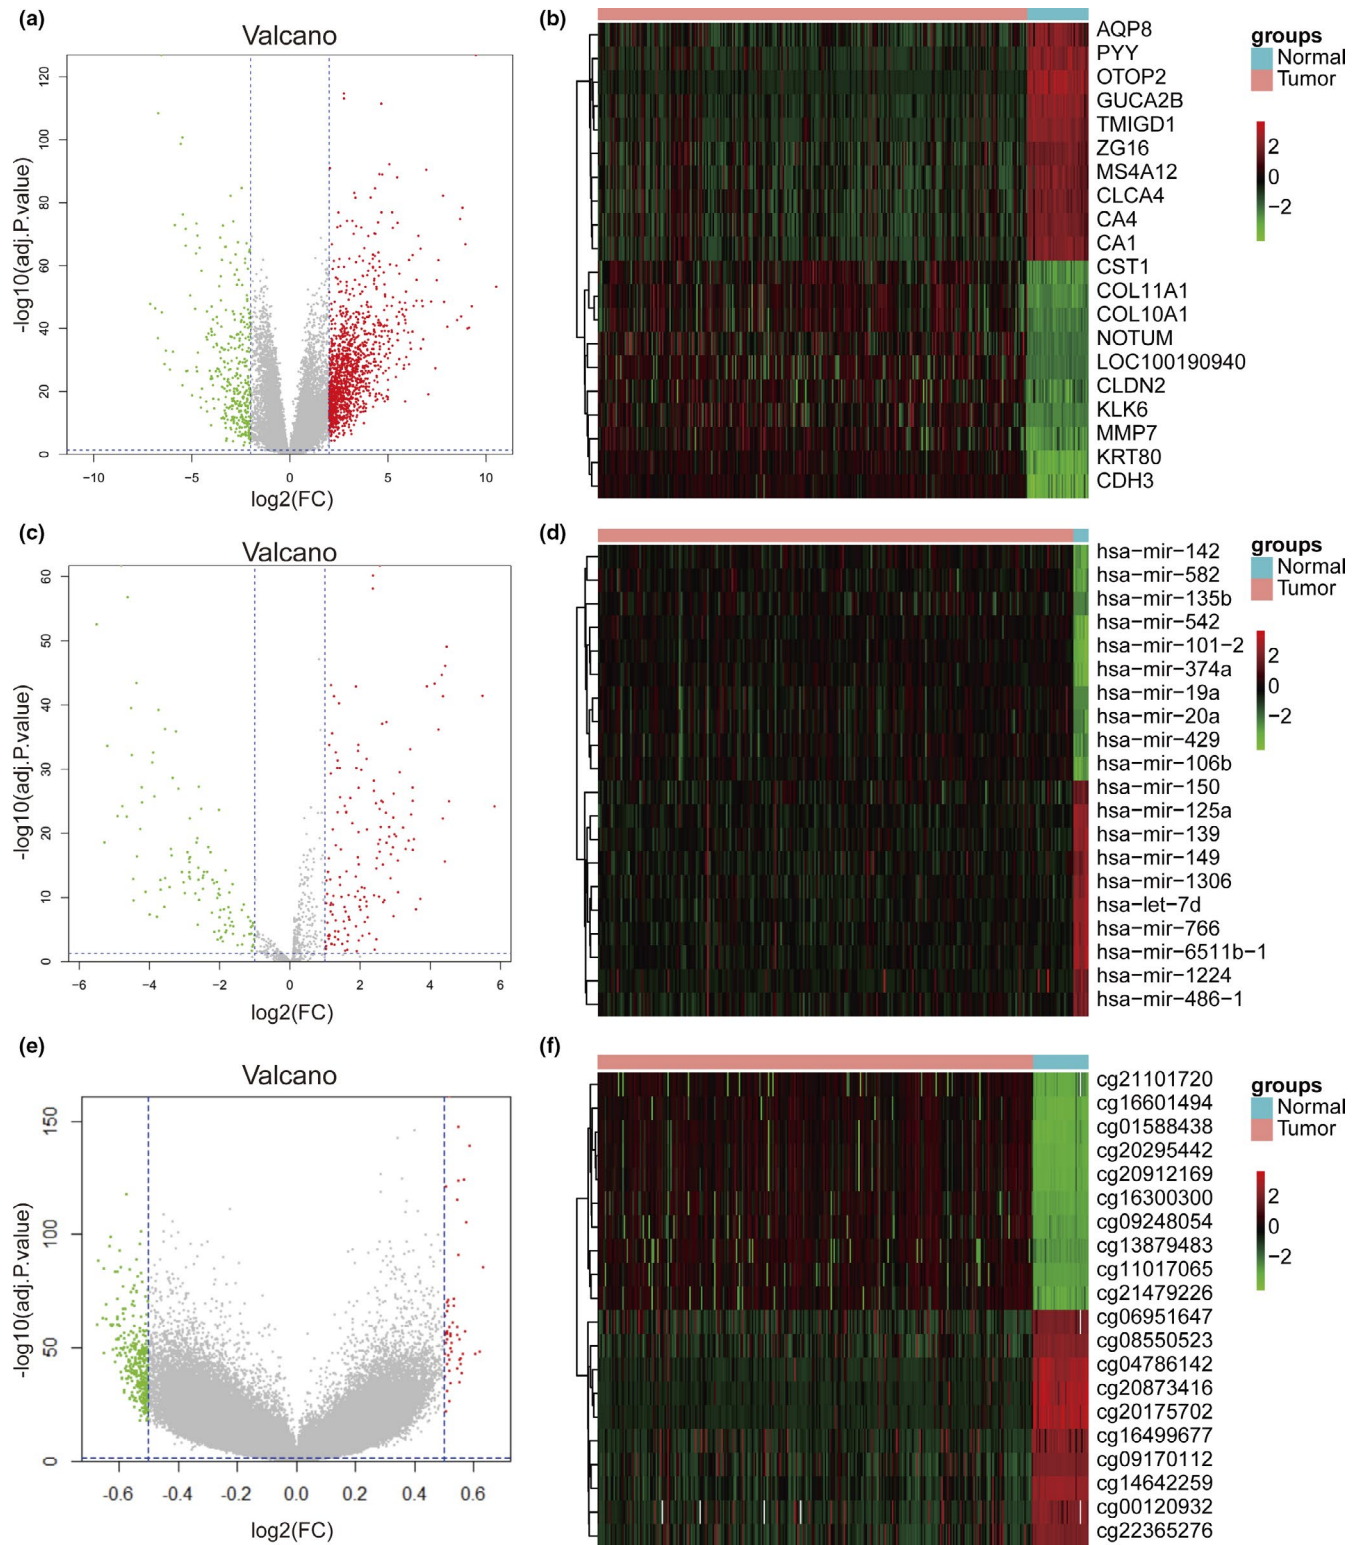 (a)
Valcano
120
100
80
60
40
20
0
-log10(adj.P.value)
−10
−5
0
5
10
log2(FC)
(b)
AQP8
PYY
OTOP2
GUCA2B
TMIGD1
ZG16
MS4A12
CLCA4
CA4
CA1
CST1
COL11A1
COL10A1
NOTUM
LOC100190940
CLDN2
KLK6
MMP7
KRT80
CDH3
groups
Normal
Tumor
2
0
−2
(c)
Valcano
60
50
40
30
20
10
0
-log10(adj.P.value)
−6
−4
−2
0
2
4
6
log2(FC)
(d)
hsa−mir−142
hsa−mir−582
hsa−mir−135b
hsa−mir−542
hsa−mir−101−2
hsa−mir−374a
hsa−mir−19a
hsa−mir−20a
hsa−mir−429
hsa−mir−106b
hsa−mir−150
hsa−mir−125a
hsa−mir−139
hsa−mir−149
hsa−mir−1306
hsa−let−7d
hsa−mir−766
hsa−mir−6511b−1
hsa−mir−1224
hsa−mir−486−1
groups
Normal
Tumor
2
0
−2
(e)
Valcano
150
100
50
0
-log10(adj.P.value)
-0.6
-0.4
-0.2
0.0
0.2
0.4
0.6
log2(FC)
(f)
cg21101720
cg16601494
cg01588438
cg20295442
cg20912169
cg16300300
cg09248054
cg13879483
cg11017065
cg21479226
cg06951647
cg08550523
cg04786142
cg20873416
cg20175702
cg16499677
cg09170112
cg14642259
cg00120932
cg22365276
groups
Normal
Tumor
2
0
−2